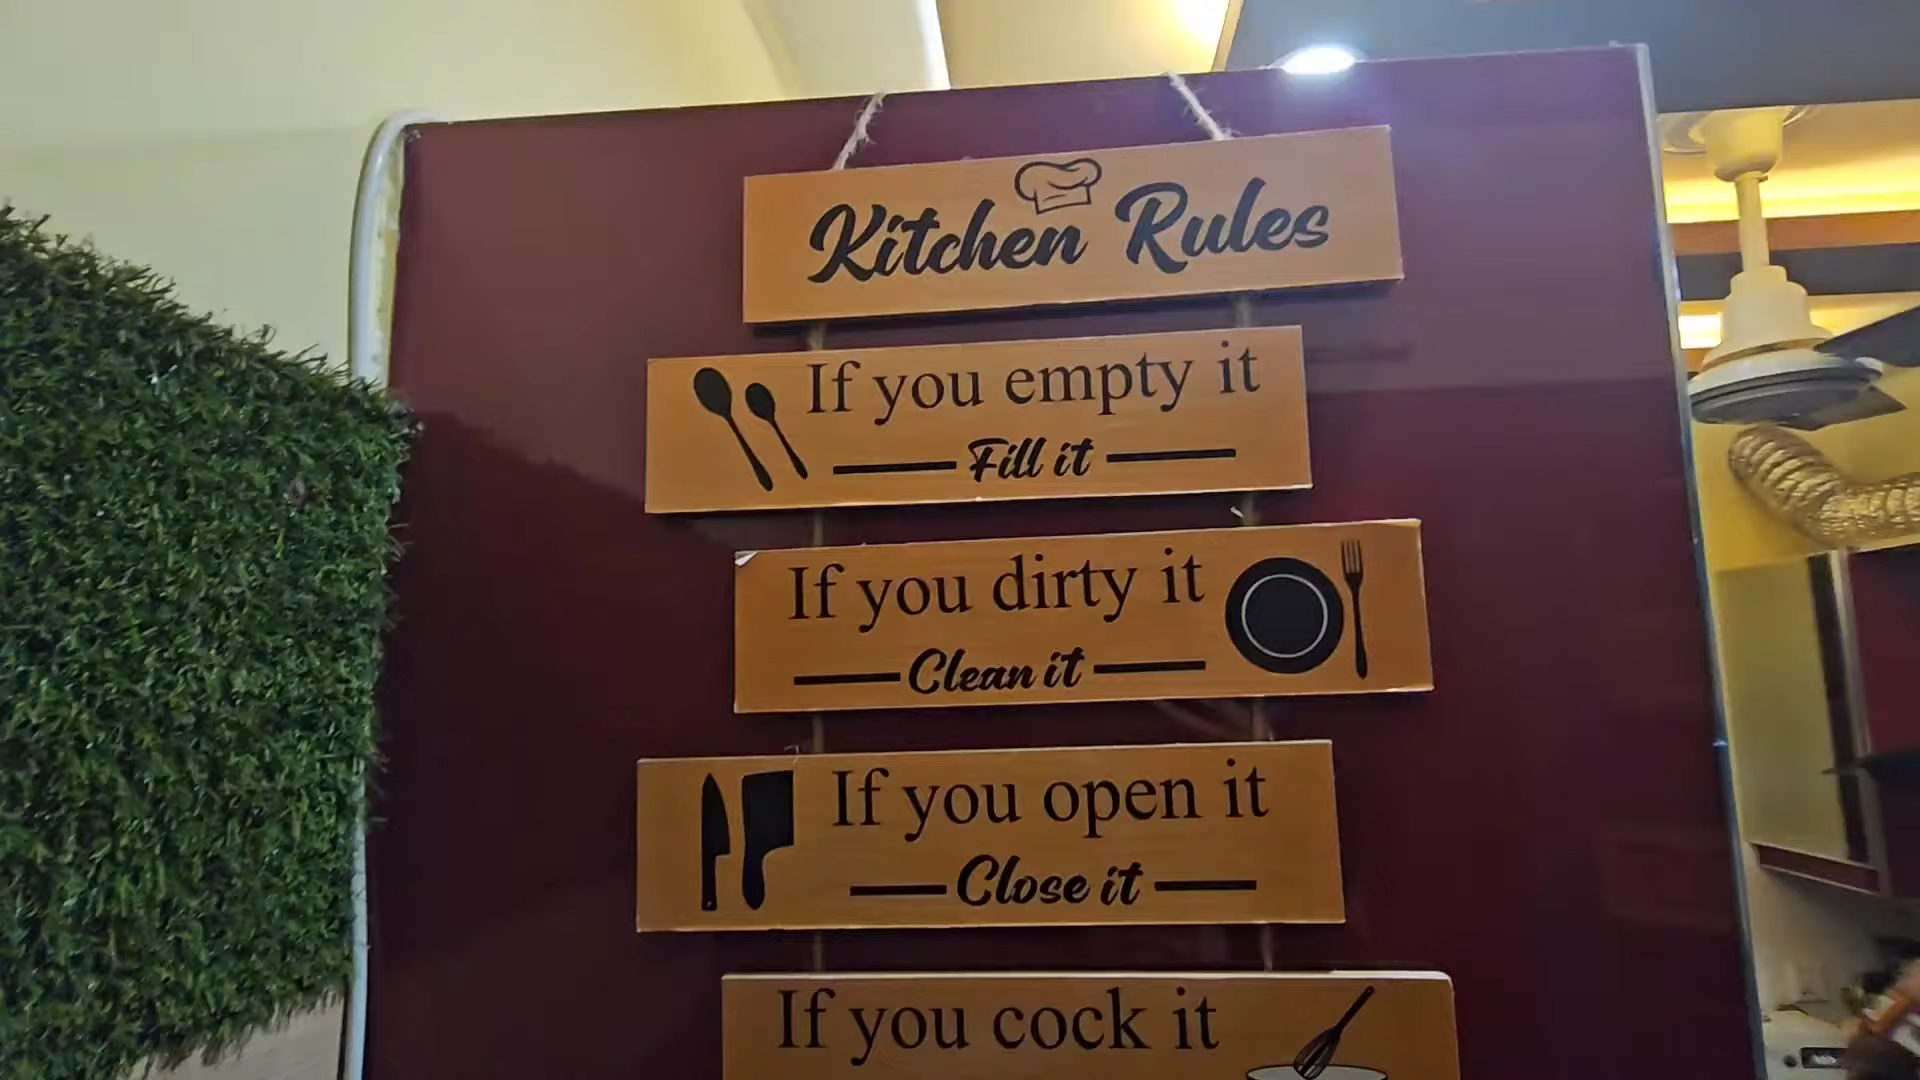 Kitchen Rules
If you empty it
Fill it
If you dirty it
Clean it
If you open it
Close it
If you cock it